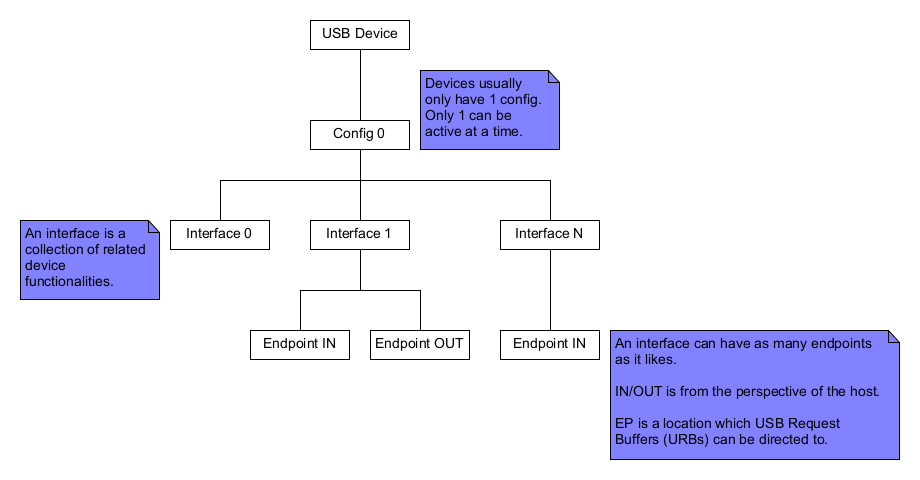 USB Device
Devices usually
only have 1 config.
Only 1 can be
active at a time.
Config 0
An interface is a
collection of related
device
functionalities.
Interface 0
Interface 1
Interface N
Endpoint IN
Endpoint OUT
Endpoint IN
An interface can have as many endpoints
as it likes.
IN/OUT is from the perspective of the host.
EP is a location which USB Request
Buffers (URBs) can be directed to.